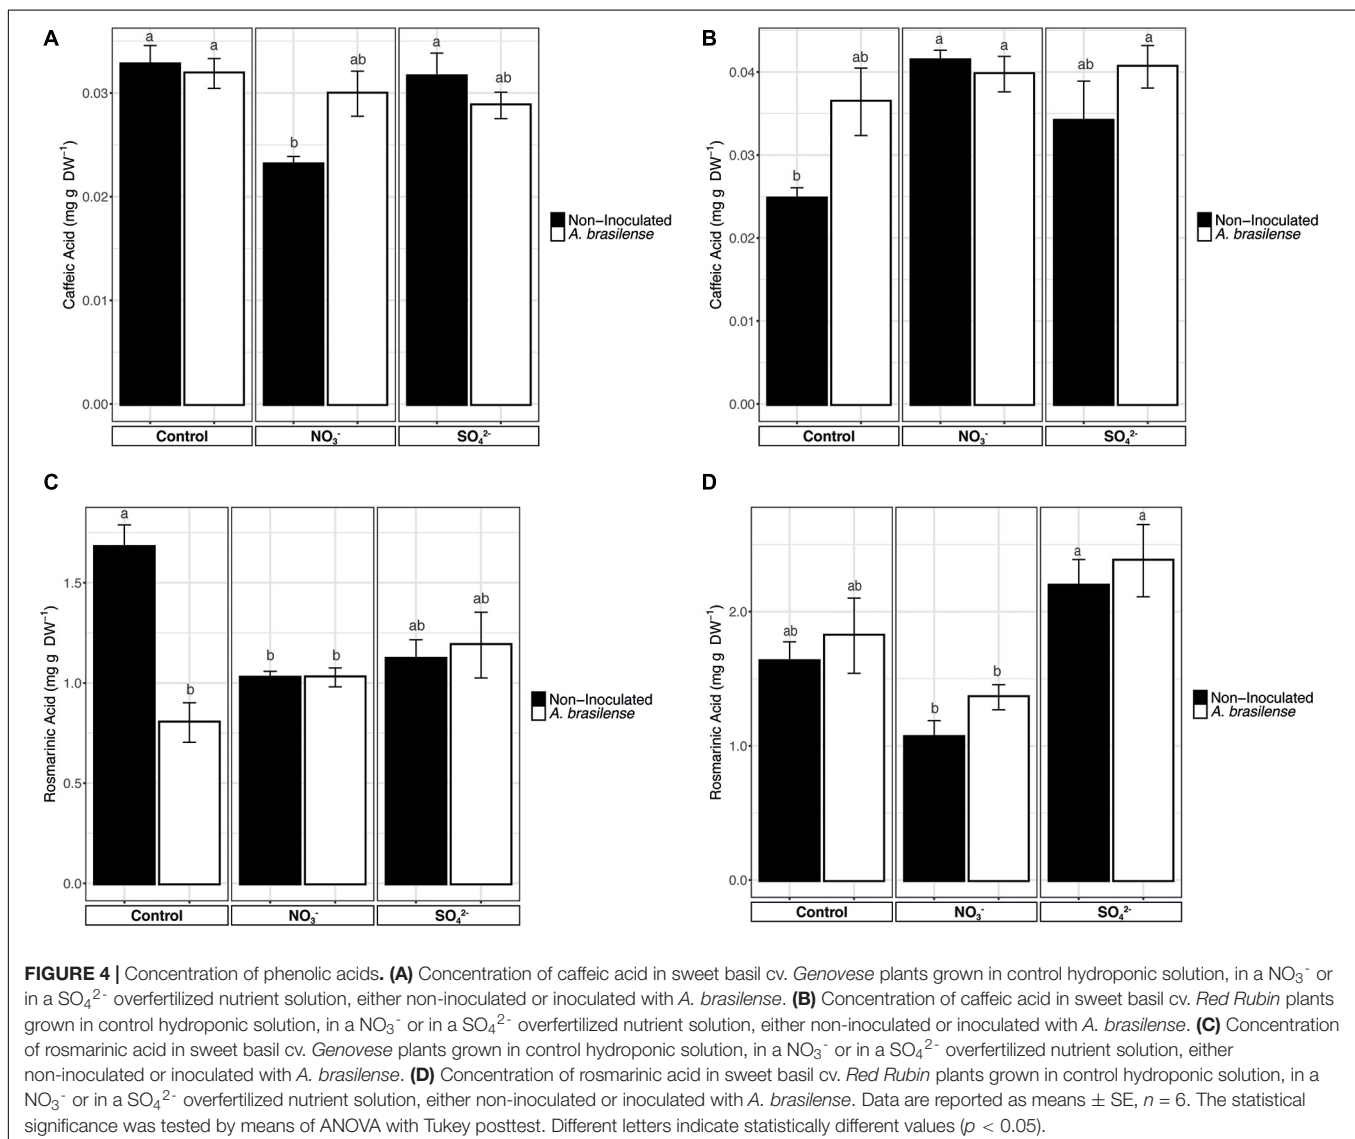 A
a
a
b
ab
a
ab
0.03
0.02
0.01
0.00
Caffeic Acid (mg g DW⁻¹)
Control
NO₃⁻
SO₄²⁻
Non−Inoculated
A. brasilense
B
b
ab
a
a
ab
a
0.04
0.03
0.02
0.01
0.00
Caffeic Acid (mg g DW⁻¹)
Control
NO₃⁻
SO₄²⁻
Non−Inoculated
A. brasilense
C
a
b
b
b
ab
ab
1.5
1.0
0.5
0.0
Rosmarinic Acid (mg g DW⁻¹)
Control
NO₃⁻
SO₄²⁻
Non−Inoculated
A. brasilense
D
ab
ab
b
b
a
a
2.0
1.0
0.0
Rosmarinic Acid (mg g DW⁻¹)
Control
NO₃⁻
SO₄²⁻
Non−Inoculated
A. brasilense
FIGURE 4 | Concentration of phenolic acids. (A) Concentration of caffeic acid in sweet basil cv. Genovese plants grown in control hydroponic solution, in a NO₃⁻ or
in a SO₄²⁻ overfertilized nutrient solution, either non-inoculated or inoculated with A. brasilense. (B) Concentration of caffeic acid in sweet basil cv. Red Rubin plants
grown in control hydroponic solution, in a NO₃⁻ or in a SO₄²⁻ overfertilized nutrient solution, either non-inoculated or inoculated with A. brasilense. (C) Concentration
of rosmarinic acid in sweet basil cv. Genovese plants grown in control hydroponic solution, in a NO₃⁻ or in a SO₄²⁻ overfertilized nutrient solution, either
non-inoculated or inoculated with A. brasilense. (D) Concentration of rosmarinic acid in sweet basil cv. Red Rubin plants grown in control hydroponic solution, in a
NO₃⁻ or in a SO₄²⁻ overfertilized nutrient solution, either non-inoculated or inoculated with A. brasilense. Data are reported as means ± SE, n = 6. The statistical
significance was tested by means of ANOVA with Tukey posttest. Different letters indicate statistically different values (p < 0.05).